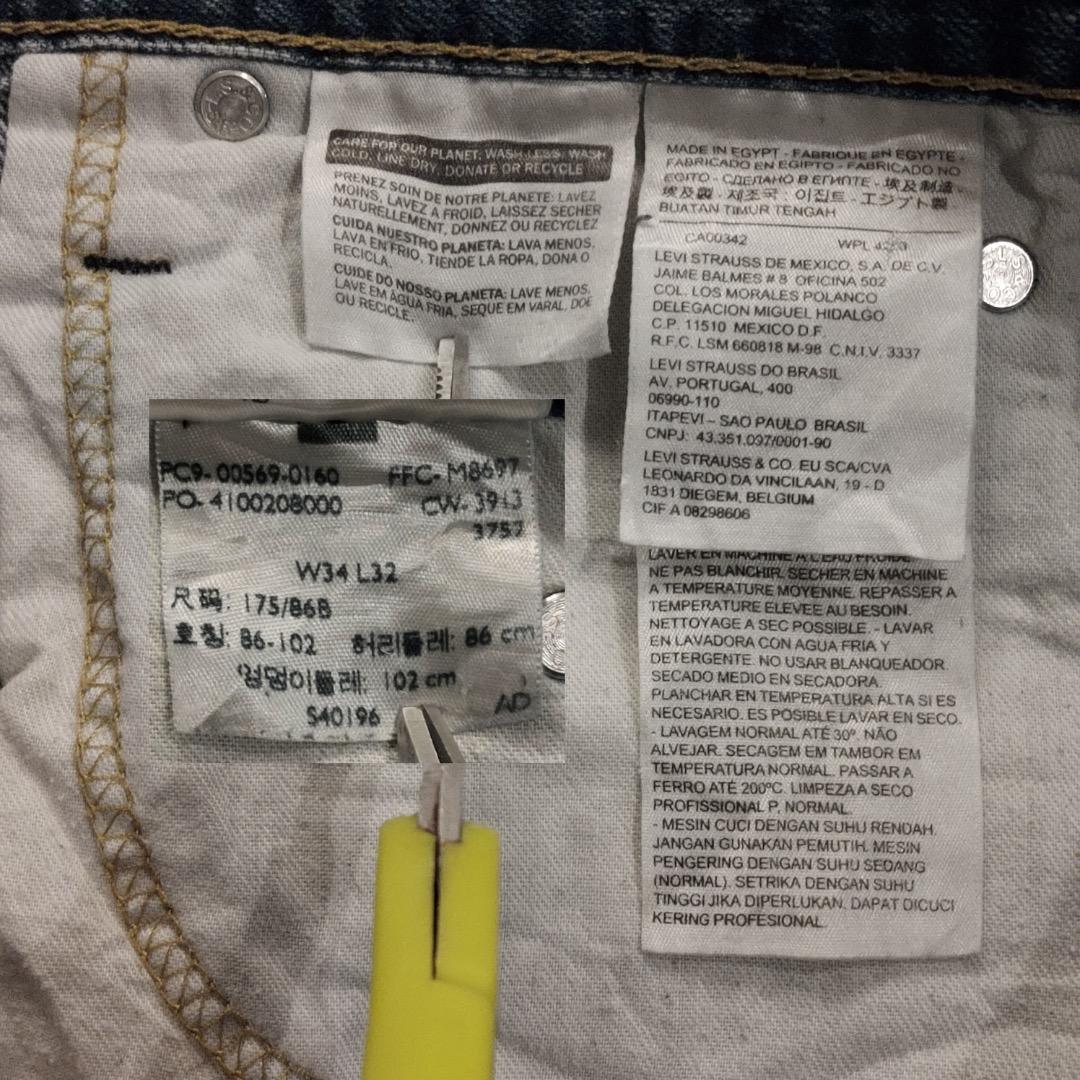 CARE FOR OUR PLANET. WASH LESS, WASH
COLD, LINE DRY, DONATE OR RECYCLE
PRENEZ SOIN DE NOTRE PLANETE: LAVEZ
MOINS, LAVEZ A FROID, LAISSEZ SECHER
NATURELLEMENT, DONNEZ OU RECYCLEZ
CUIDA NUESTRO PLANETA: LAVA MENOS,
LAVA EN FRIO, TIENDE LA ROPA, DONA O
RECICLA.
CUIDE DO NOSSO PLANETA: LAVE MENOS,
LAVE EM ÁGUA FRIA, SEQUE EM VARAL, DOE
OU RECICLE.
MADE IN EGYPT - FABRIQUE EN EGYPTE -
FABRICADO EN EGIPTO - FABRICADO NO
EGITO - СДЕЛАНО В ЕГИПТЕ - 埃及制造 -
埃及製 - 제조국 : 이집트 - エジプト製
BUATAN TIMUR TENGAH
CA00342 WPL
LEVI STRAUSS DE MEXICO, S.A. DE C.V.
JAIME BALMES # 8 OFICINA 502
COL. LOS MORALES POLANCO
DELEGACION MIGUEL HIDALGO
C.P. 11510 MEXICO D.F.
R.F.C. LSM 660818 M-98 C.N.I.V. 3337
LEVI STRAUSS DO BRASIL
AV. PORTUGAL, 400
06990-110
ITAPEVI – SAO PAULO BRASIL
CNPJ: 43.351.097/0001-90
LEVI STRAUSS & CO. EU SCA/CVA
LEONARDO DA VINCILAAN, 19 - D
1831 DIEGEM, BELGIUM
CIF A 08298606
PC9- 00569-0160 FFC- M8697
PO- 4100208000 CW- 3913
3757
W34 L32
尺码: 175/86B
호칭: 86-102 허리둘레: 86 cm
엉덩이둘레: 102 cm
S40196 AD
LAVER EN MACHINE A L'EAU FROIDE.
NE PAS BLANCHIR. SECHER EN MACHINE
A TEMPERATURE MOYENNE. REPASSER A
TEMPERATURE ELEVEE AU BESOIN.
NETTOYAGE A SEC POSSIBLE. - LAVAR
EN LAVADORA CON AGUA FRIA Y
DETERGENTE. NO USAR BLANQUEADOR.
SECADO MEDIO EN SECADORA.
PLANCHAR EN TEMPERATURA ALTA SI ES
NECESARIO. ES POSIBLE LAVAR EN SECO.
- LAVAGEM NORMAL ATÉ 30º. NÃO
ALVEJAR. SECAGEM EM TAMBOR EM
TEMPERATURA NORMAL. PASSAR A
FERRO ATÉ 200ºC. LIMPEZA A SECO
PROFISSIONAL P, NORMAL.
- MESIN CUCI DENGAN SUHU RENDAH.
JANGAN GUNAKAN PEMUTIH. MESIN
PENGERING DENGAN SUHU SEDANG
(NORMAL). SETRIKA DENGAN SUHU
TINGGI JIKA DIPERLUKAN. DAPAT DICUCI
KERING PROFESIONAL.